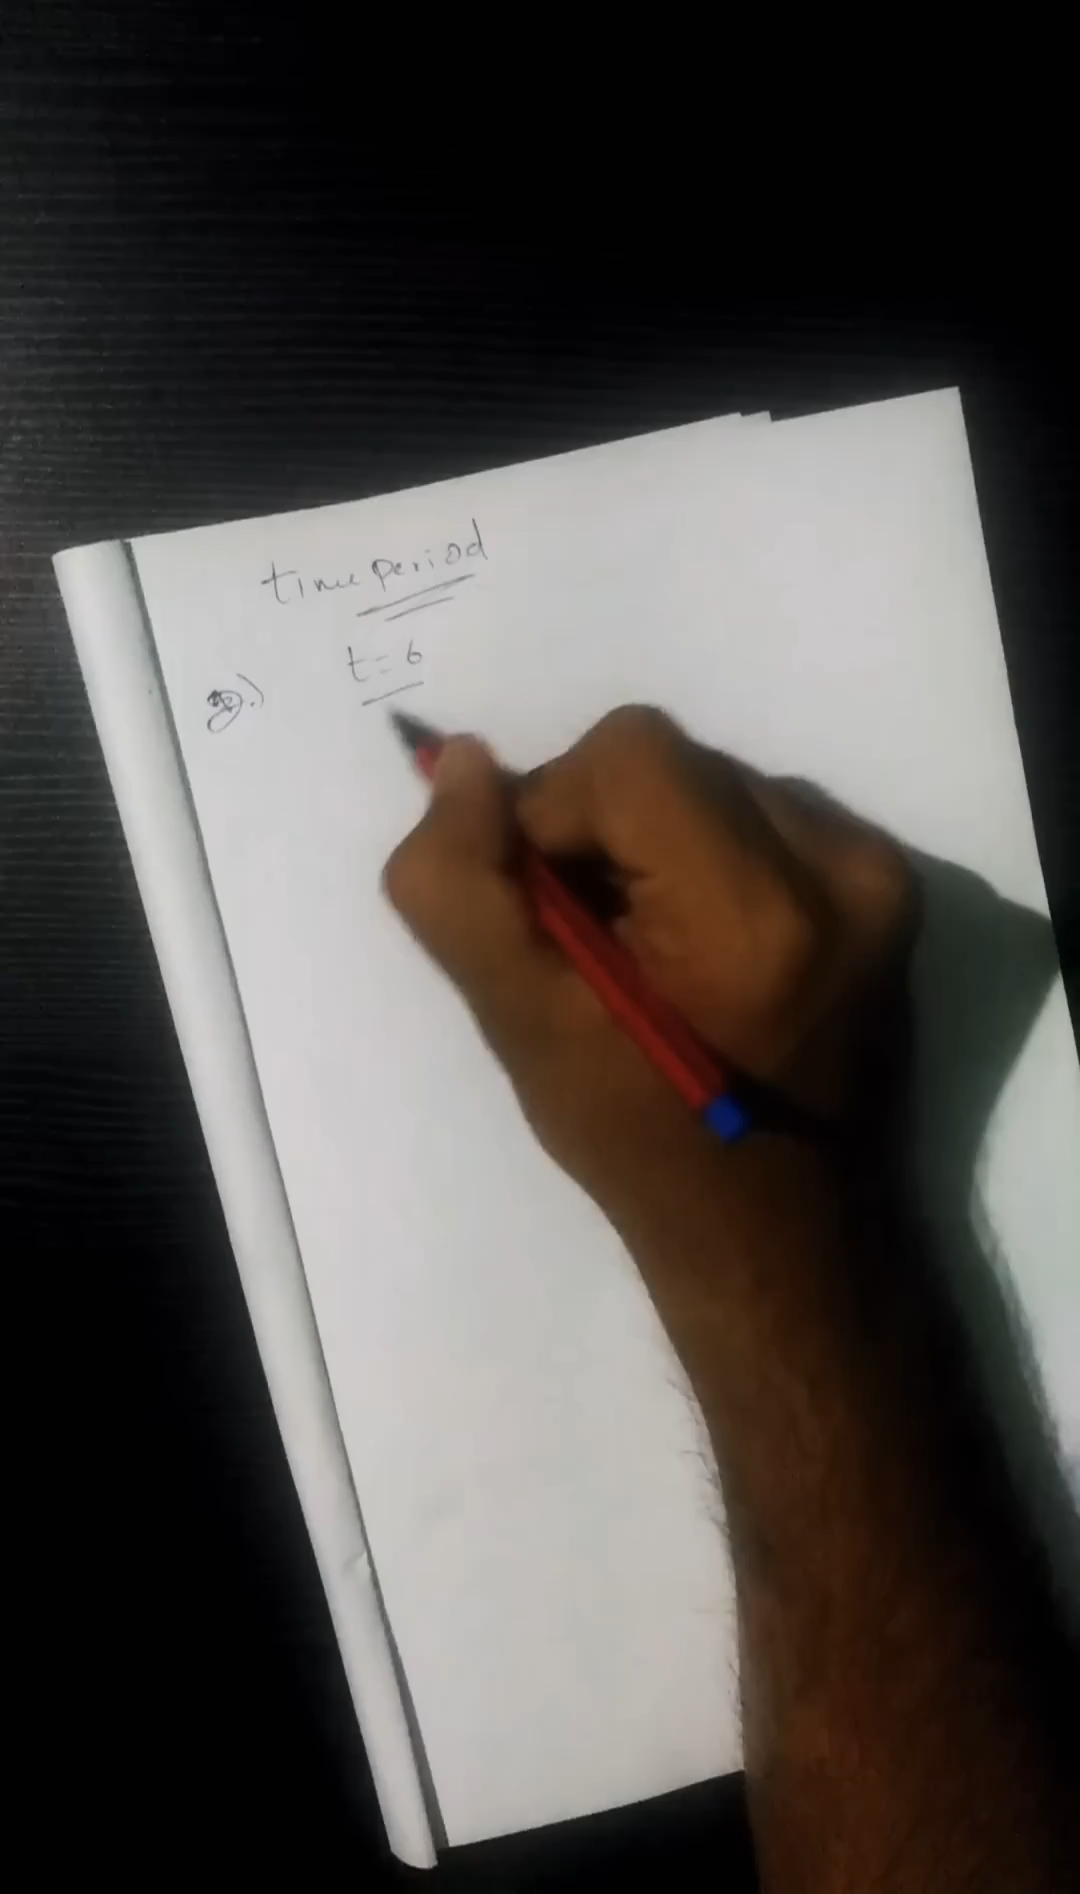 time period
t = 6